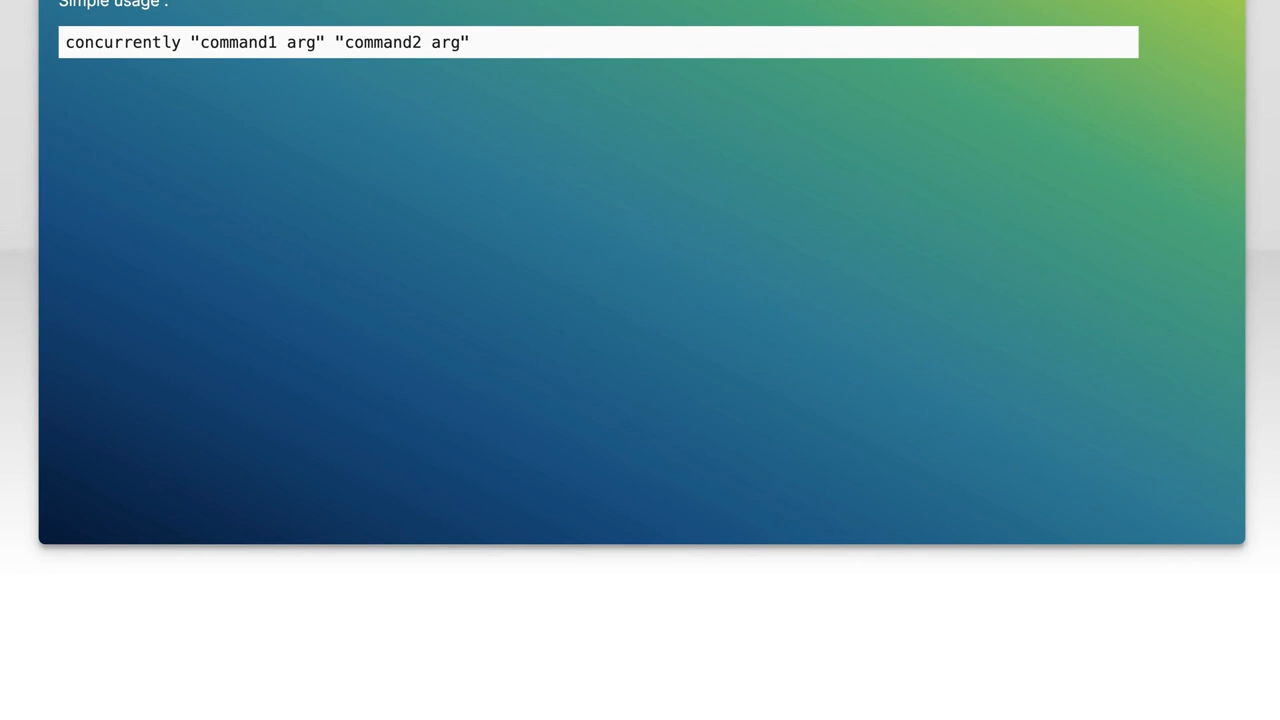 Simple usage :
concurrently "command1 arg" "command2 arg"